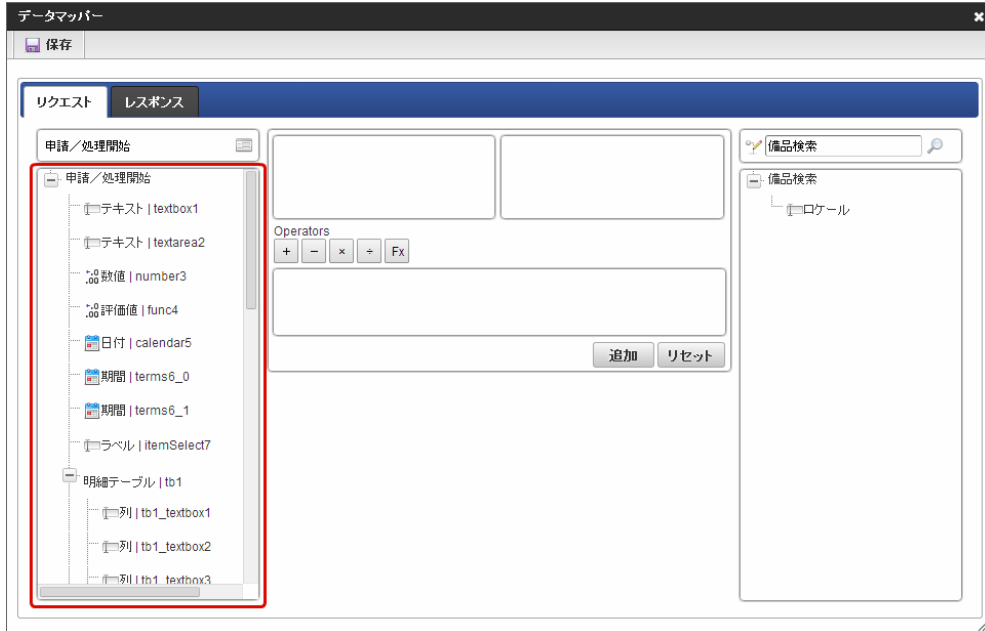 データマッパー
保存
リクエスト
レスポンス
申請／処理開始
申請／処理開始
テキスト | textbox1
テキスト | textarea2
数値 | number3
評価値 | func4
日付 | calendar5
期間 | terms6_0
期間 | terms6_1
ラベル | itemSelect7
明細テーブル | tb1
列 | tb1_textbox1
列 | tb1_textbox2
列 | tb1_textbox3
Operators
+ − × ÷ Fx
追加 リセット
備品検索
備品検索
ロケール